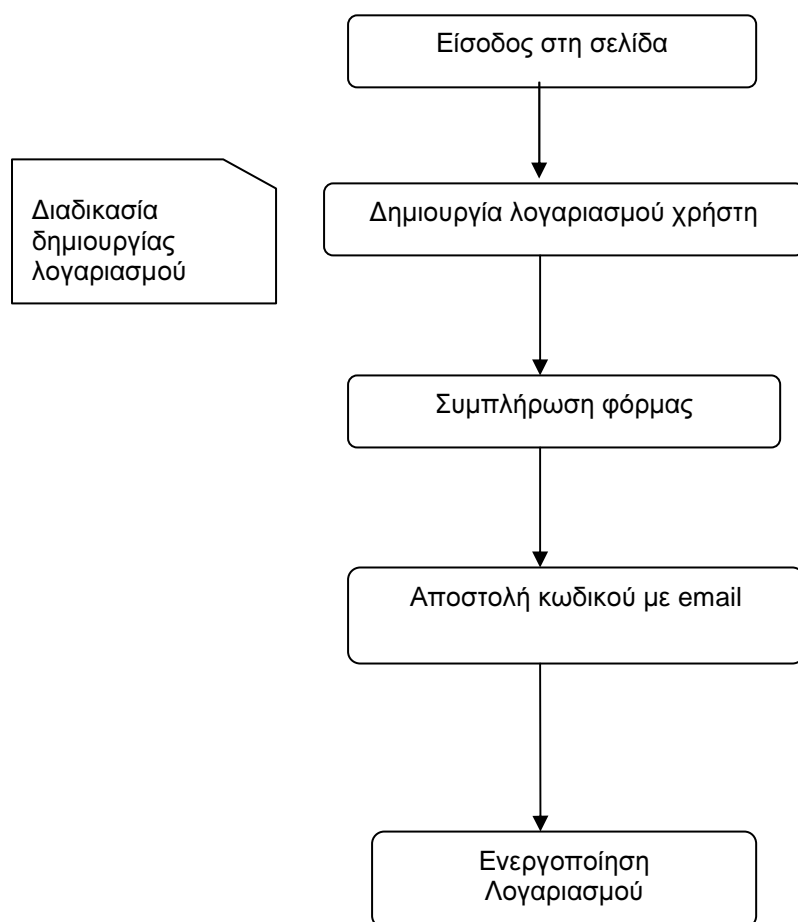 Είσοδος στη σελίδα
Διαδικασία
δημιουργίας
λογαριασμού
Δημιουργία λογαριασμού χρήστη
Συμπλήρωση φόρμας
Αποστολή κωδικού με email
Ενεργοποίηση
Λογαριασμού